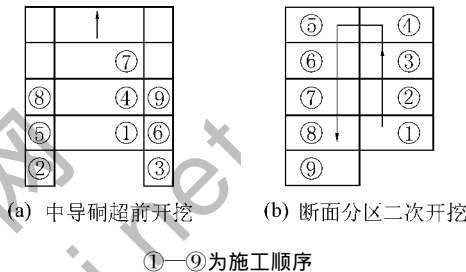 ⑤ ④
⑦ ⑥ ③
⑧ ④ ⑨ ⑦ ②
⑤ ① ⑥ ⑧ ①
② ③ ⑨
(a) 中导硐超前开挖 (b) 断面分区二次开挖
①—⑨为施工顺序
网
i.net